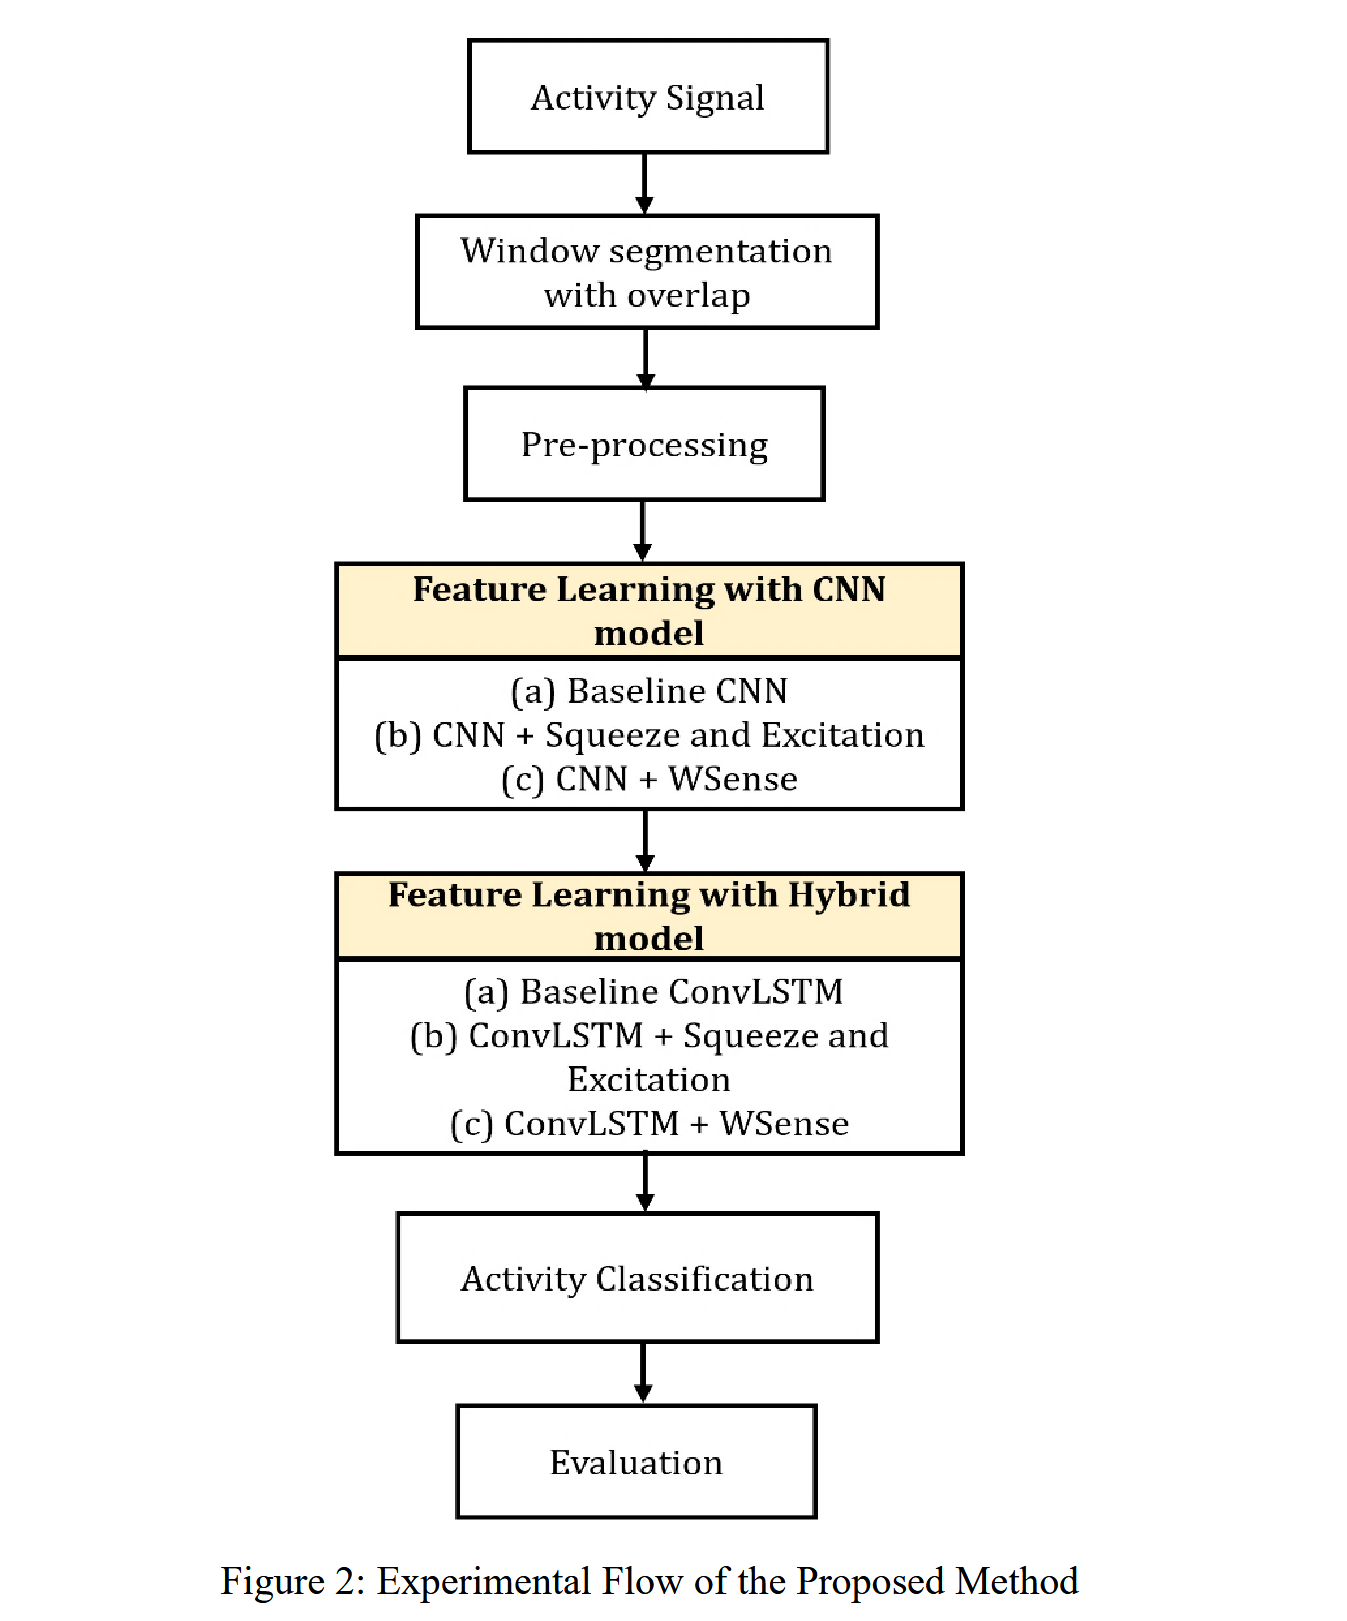 Activity Signal
Window segmentation
with overlap
Pre-processing
Feature Learning with CNN
model
(a) Baseline CNN
(b) CNN + Squeeze and Excitation
(c) CNN + WSense
Feature Learning with Hybrid
model
(a) Baseline ConvLSTM
(b) ConvLSTM + Squeeze and
Excitation
(c) ConvLSTM + WSense
Activity Classification
Evaluation
Figure 2: Experimental Flow of the Proposed Method